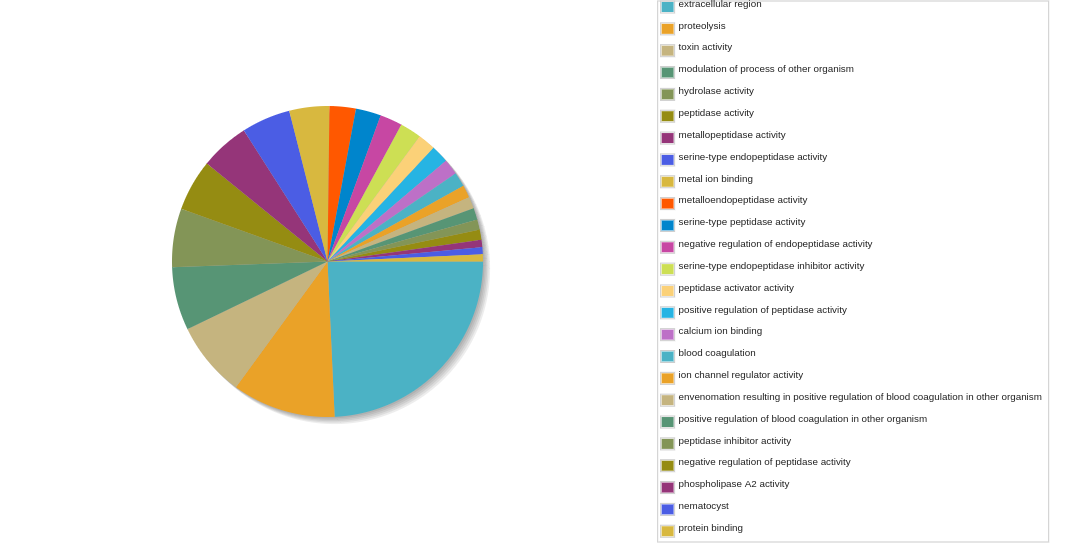 extracellular region
proteolysis
toxin activity
modulation of process of other organism
hydrolase activity
peptidase activity
metallopeptidase activity
serine-type endopeptidase activity
metal ion binding
metalloendopeptidase activity
serine-type peptidase activity
negative regulation of endopeptidase activity
serine-type endopeptidase inhibitor activity
peptidase activator activity
positive regulation of peptidase activity
calcium ion binding
blood coagulation
ion channel regulator activity
envenomation resulting in positive regulation of blood coagulation in other organism
positive regulation of blood coagulation in other organism
peptidase inhibitor activity
negative regulation of peptidase activity
phospholipase A2 activity
nematocyst
protein binding